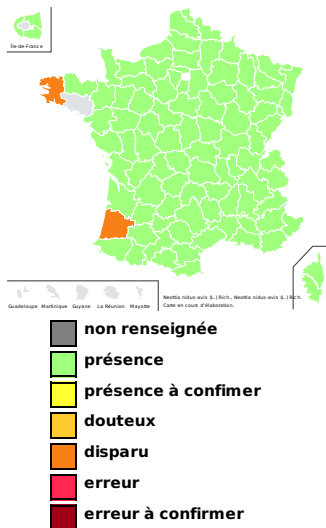 Île-de-France
Guadeloupe Martinique Guyane La Réunion Mayotte
Neottia nidus-avis (L.) Rich., Neottia nidus-avis (L.) Rich.
Carte en cours d'élaboration.
non renseignée
présence
présence à confimer
douteux
disparu
erreur
erreur à confirmer